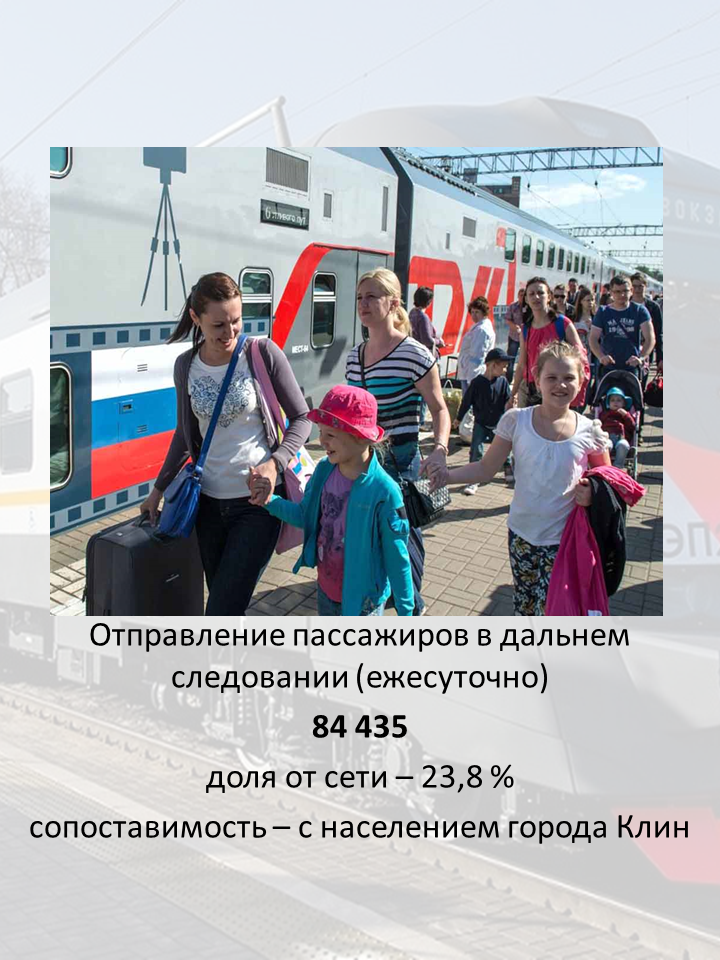 Отправление пассажиров в дальнем
следовании (ежесуточно)
84 435
доля от сети – 23,8 %
сопоставимость – с населением города Клин